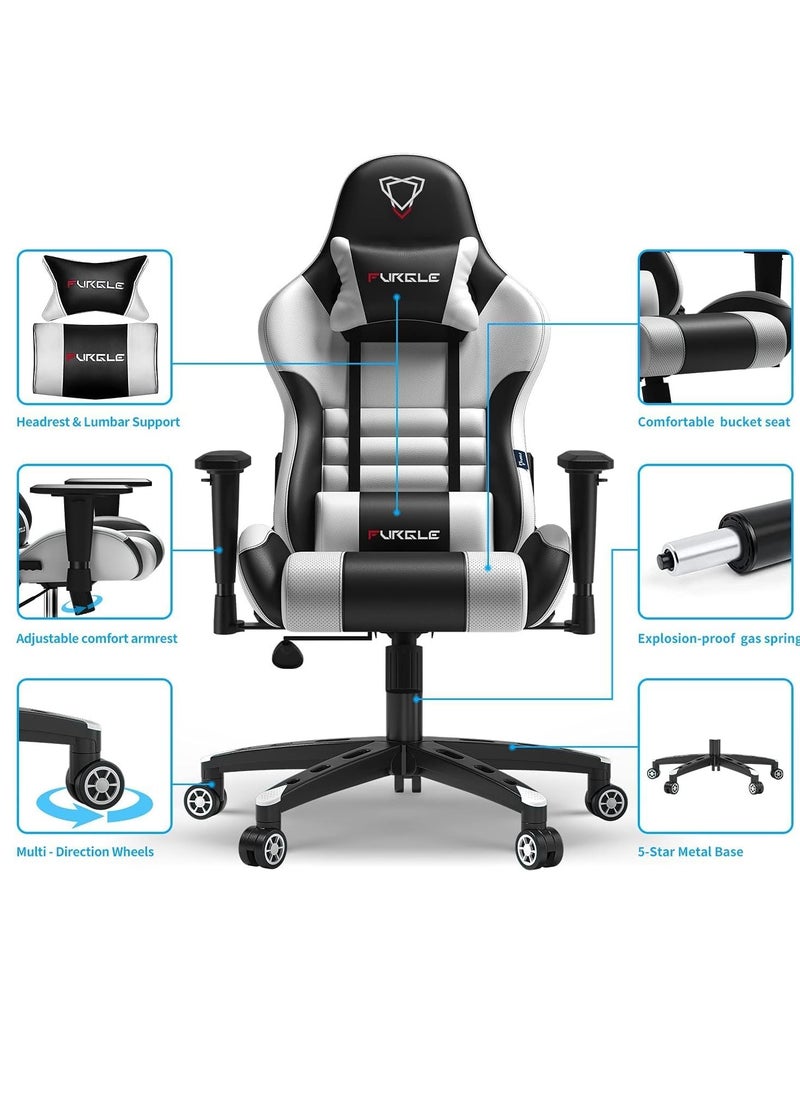 FURGLE
FURGLE
FURGLE
FURGLE
Headrest & Lumbar Support
Comfortable bucket seat
Adjustable comfort armrest
Explosion-proof gas spring
Multi - Direction Wheels
5-Star Metal Base